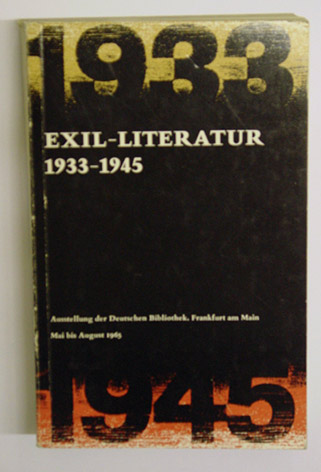 1933
EXIL-LITERATUR
1933-1945
Ausstellung der Deutschen Bibliothek, Frankfurt am Main
Mai bis August 1965
1945